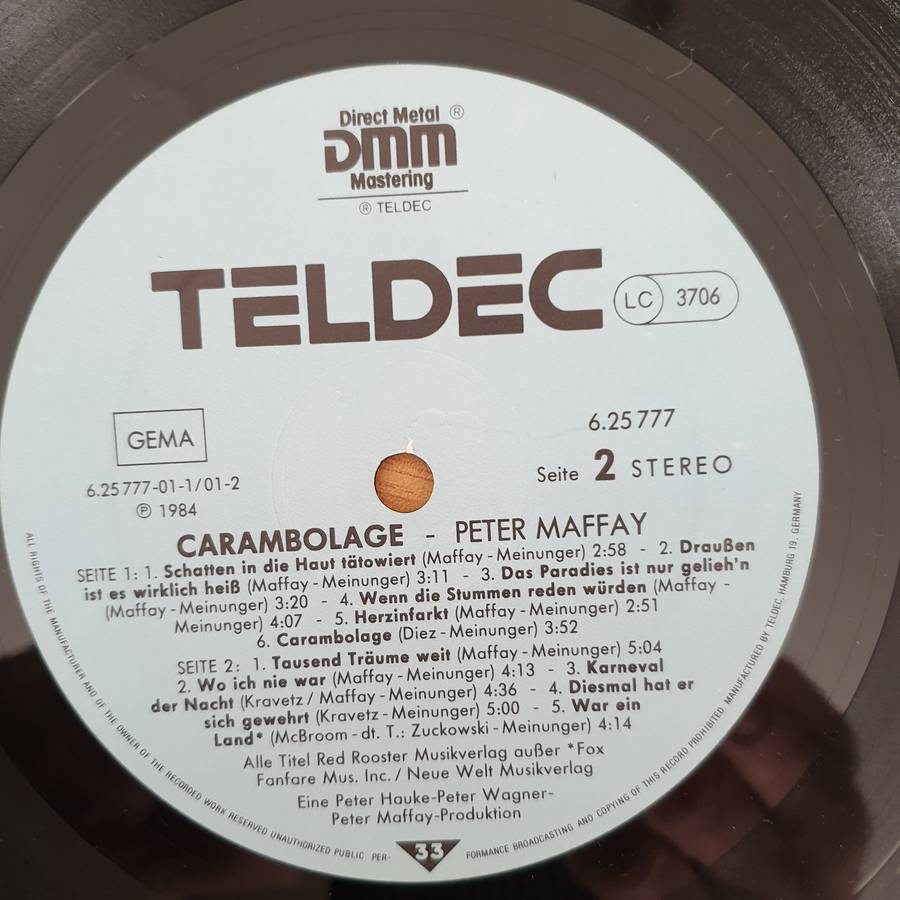 Direct Metal ®
DMM
Mastering
® TELDEC
TELDEC
LC 3706
GEMA
6.25777
6.25777-01-1/01-2
Seite 2 STEREO
℗ 1984
CARAMBOLAGE - PETER MAFFAY
SEITE 1: 1. Schatten in die Haut tätowiert (Maffay-Meinunger) 2:58 - 2. Draußen
ist es wirklich heiß (Maffay-Meinunger) 3:11 - 3. Das Paradies ist nur gelieh'n
(Maffay-Meinunger) 3:20 - 4. Wenn die Stummen reden würden (Maffay-
Meinunger) 4:07 - 5. Herzinfarkt (Maffay-Meinunger) 2:51
6. Carambolage (Diez-Meinunger) 3:52
SEITE 2: 1. Tausend Träume weit (Maffay-Meinunger) 5:04
2. Wo ich nie war (Maffay-Meinunger) 4:13 - 3. Karneval
der Nacht (Kravetz/Maffay-Meinunger) 4:36 - 4. Diesmal hat er
sich gewehrt (Kravetz-Meinunger) 5:00 - 5. War ein
Land* (McBroom-dt. T.: Zuckowski-Meinunger) 4:14
Alle Titel Red Rooster Musikverlag außer *Fox
Fanfare Mus. Inc./Neue Welt Musikverlag
Eine Peter Hauke-Peter Wagner-
Peter Maffay-Produktion
33
ALL RIGHTS OF THE MANUFACTURER AND OF THE OWNER OF THE RECORDED WORK RESERVED UNAUTHORIZED PUBLIC PER-
FORMANCE BROADCASTING AND COPYING OF THIS RECORD PROHIBITED. MANUFACTURED BY TELDEC, HAMBURG 19, GERMANY